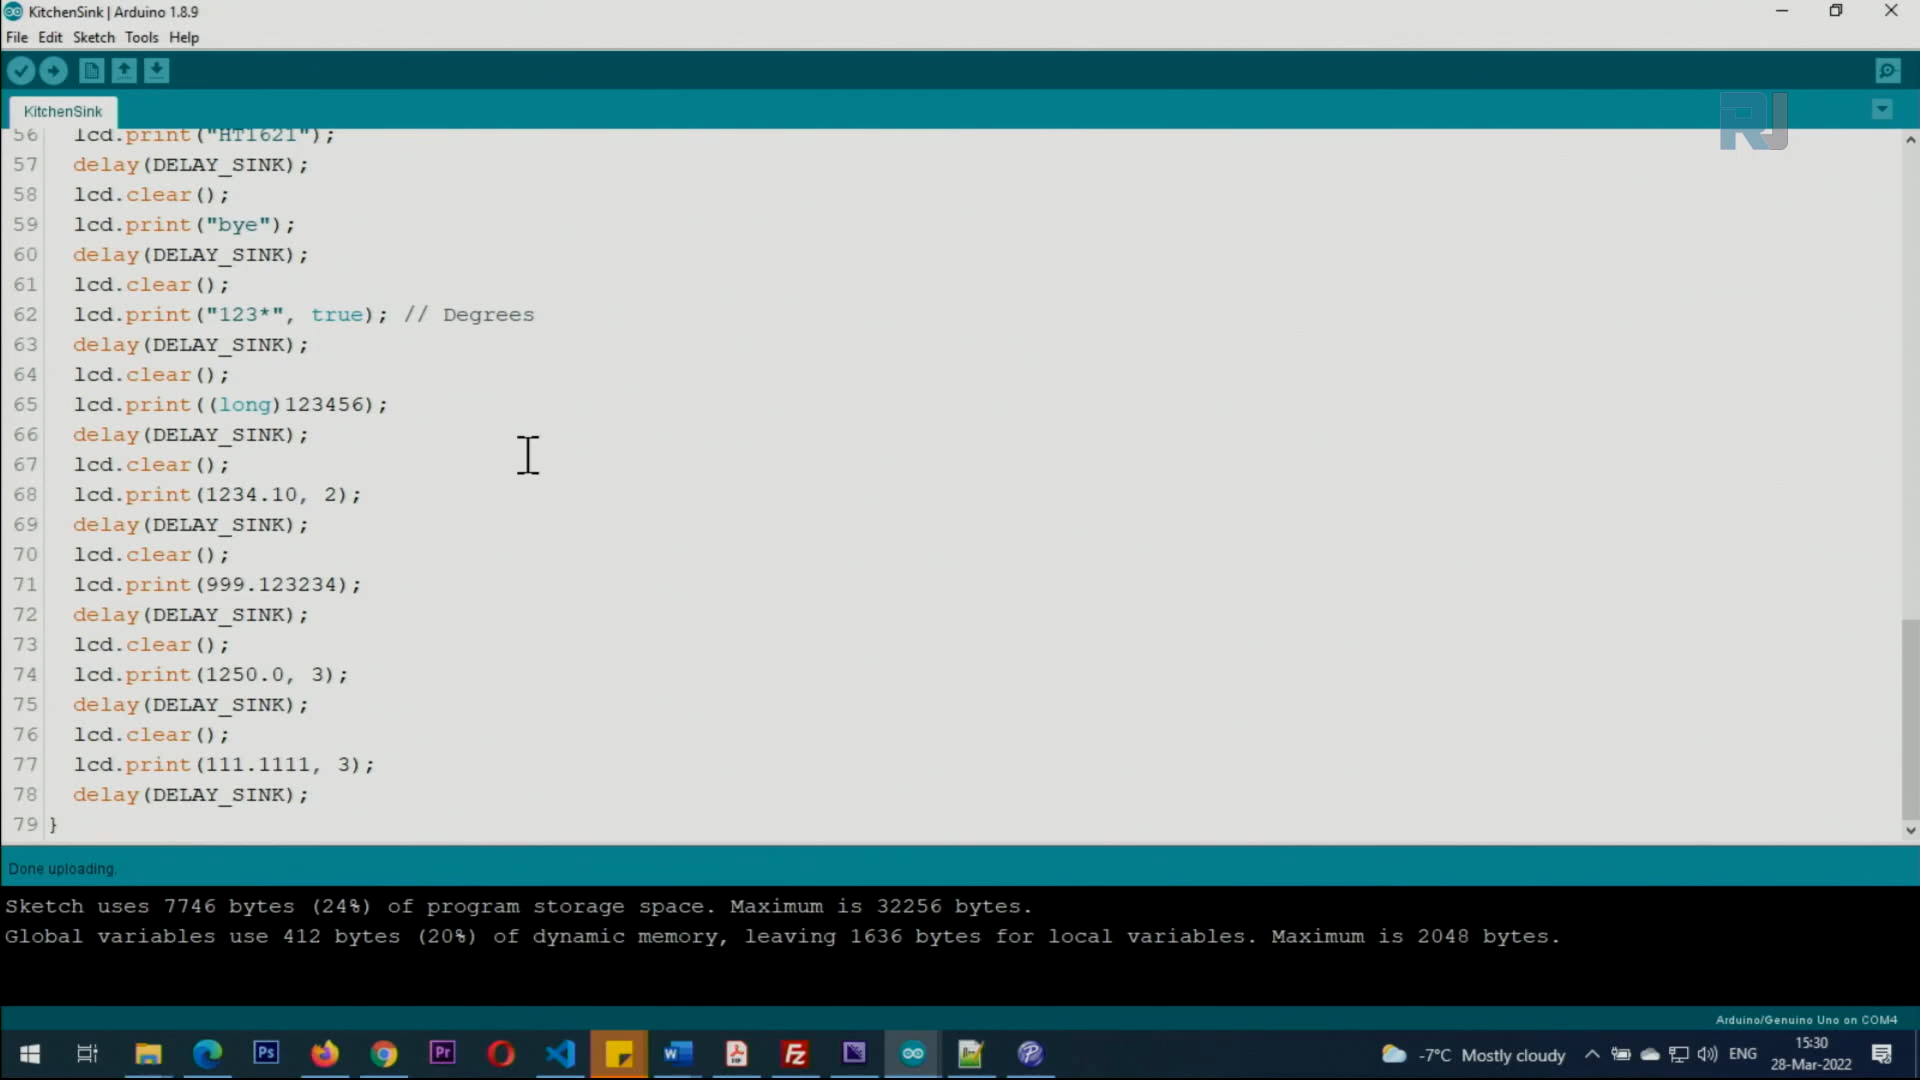 KitchenSink | Arduino 1.8.9
File Edit Sketch Tools Help
KitchenSink
RJ
56 lcd.print("HT1621");
57 delay(DELAY_SINK);
58 lcd.clear();
59 lcd.print("bye");
60 delay(DELAY_SINK);
61 lcd.clear();
62 lcd.print("123*", true); // Degrees
63 delay(DELAY_SINK);
64 lcd.clear();
65 lcd.print((long)123456);
66 delay(DELAY_SINK);
67 lcd.clear();
68 lcd.print(1234.10, 2);
69 delay(DELAY_SINK);
70 lcd.clear();
71 lcd.print(999.123234);
72 delay(DELAY_SINK);
73 lcd.clear();
74 lcd.print(1250.0, 3);
75 delay(DELAY_SINK);
76 lcd.clear();
77 lcd.print(111.1111, 3);
78 delay(DELAY_SINK);
79 }
Done uploading.
Sketch uses 7746 bytes (24%) of program storage space. Maximum is 32256 bytes.
Global variables use 412 bytes (20%) of dynamic memory, leaving 1636 bytes for local variables. Maximum is 2048 bytes.
Arduino/Genuino Uno on COM4
Ps Pr W Fz
-7°C Mostly cloudy ENG 15:30
28-Mar-2022